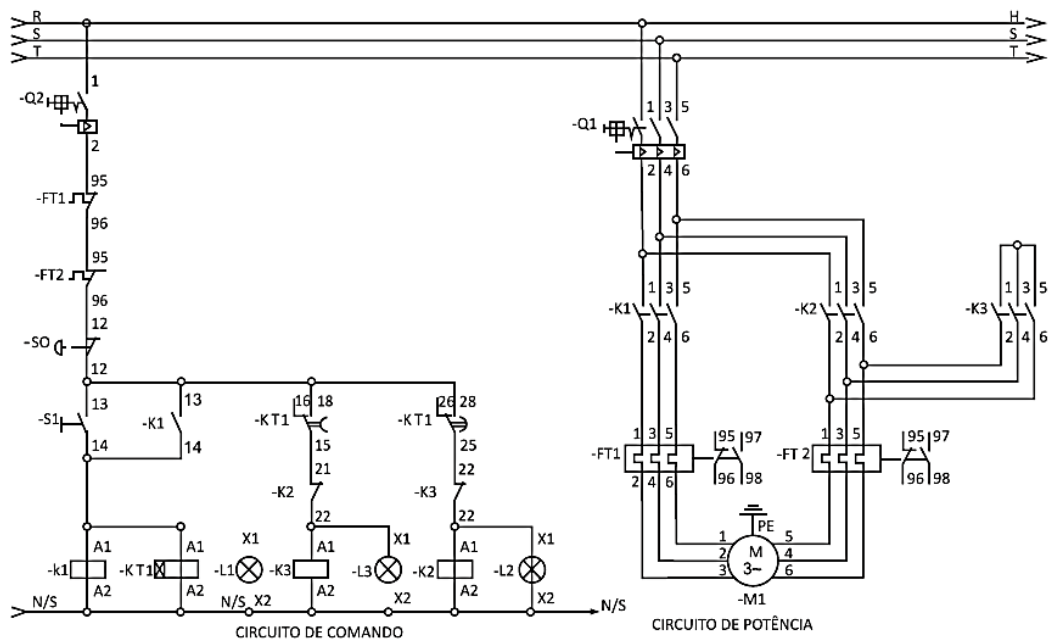 R H
S S
T T
1
-Q2
2
95
-FT1
96
95
-FT2
96
12
-SO
12
13 13 16 18 26 28
-S1 -K1 -KT1 -KT1
14 14 15 25
21 22
-K2 -K3
22 22
A1 A1 X1 A1 X1 A1 X1
-k1 -KT1 -L1 -K3 -L3 -K2 -L2
A2 A2 X2 A2 X2 A2 X2
N/S N/S N/S
CIRCUITO DE COMANDO
1 3 5
-Q1
2 4 6
1 3 5 1 3 5 1 3 5
-K1 -K2 -K3
2 4 6 2 4 6 2 4 6
1 3 5 95 97 1 3 5 95 97
-FT1 -FT 2
2 4 6 96 98 96 98
PE
1 5
2 M 4
3 3~ 6
-M1
CIRCUITO DE POTÊNCIA